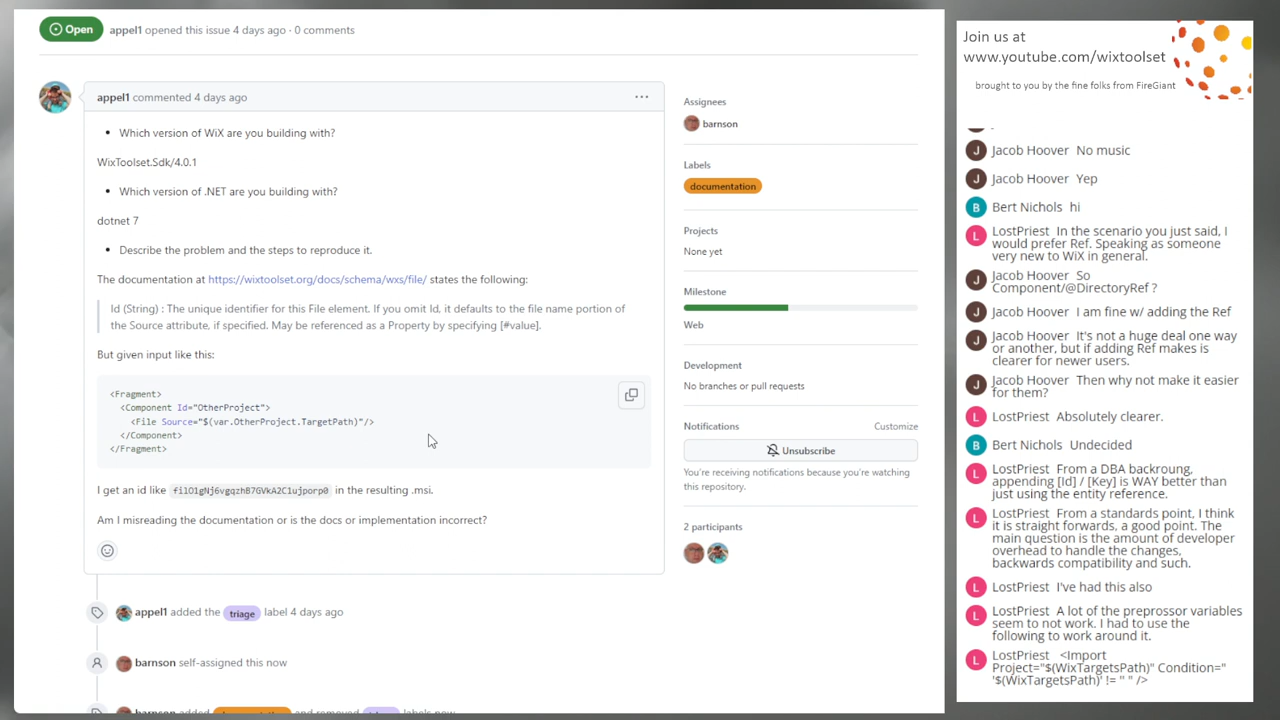 Open
appel1 opened this issue 4 days ago · 0 comments
appel1 commented 4 days ago
• Which version of WiX are you building with?
WixToolset.Sdk/4.0.1
• Which version of .NET are you building with?
dotnet 7
• Describe the problem and the steps to reproduce it.
The documentation at https://wixtoolset.org/docs/schema/wxs/file/ states the following:
Id (String) : The unique identifier for this File element. If you omit Id, it defaults to the file name portion of
the Source attribute, if specified. May be referenced as a Property by specifying [#value].
But given input like this:
<Fragment>
<Component Id="OtherProject">
<File Source="$(var.OtherProject.TargetPath)"/>
</Component>
</Fragment>
I get an id like filO1gNj6vgqzhB7GVkA2C1ujporp0 in the resulting .msi.
Am I misreading the documentation or is the docs or implementation incorrect?
appel1 added the triage label 4 days ago
barnson self-assigned this now
barnson added documentation and removed triage labels now
Assignees
barnson
Labels
documentation
Projects
None yet
Milestone
Web
Development
No branches or pull requests
Notifications
Customize
Unsubscribe
You're receiving notifications because you're watching
this repository.
2 participants
Join us at
www.youtube.com/wixtoolset
brought to you by the fine folks from FireGiant
J Jacob Hoover No music
J Jacob Hoover Yep
B Bert Nichols hi
L LostPriest In the scenario you just said, I
would prefer Ref. Speaking as someone
very new to WiX in general.
J Jacob Hoover So
Component/@DirectoryRef ?
J Jacob Hoover I am fine w/ adding the Ref
J Jacob Hoover It's not a huge deal one way
or another, but if adding Ref makes is
clearer for newer users.
J Jacob Hoover Then why not make it easier
for them?
L LostPriest Absolutely clearer.
B Bert Nichols Undecided
L LostPriest From a DBA backroung,
appending [Id] / [Key] is WAY better than
just using the entity reference.
L LostPriest From a standards point, I think
it is straight forwards, a good point. The
main question is the amount of developer
overhead to handle the changes,
backwards compatibility and such.
L LostPriest I've had this also
L LostPriest A lot of the preprossor variables
seem to not work. I had to use the
following to work around it.
L LostPriest <Import
Project="$(WixTargetsPath)" Condition="
'$(WixTargetsPath)' != '' " />